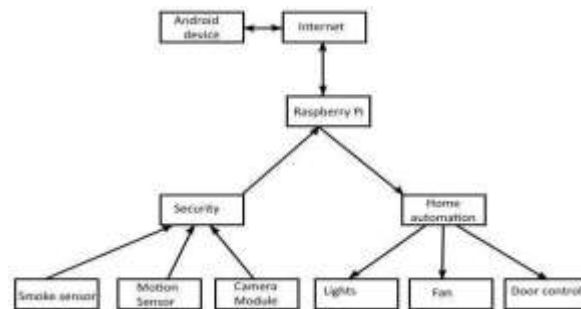 Android
device
Internet
Raspberry Pi
Security
Home
automation
Smoke sensor
Motion
Sensor
Camera
Module
Lights
Fan
Door control